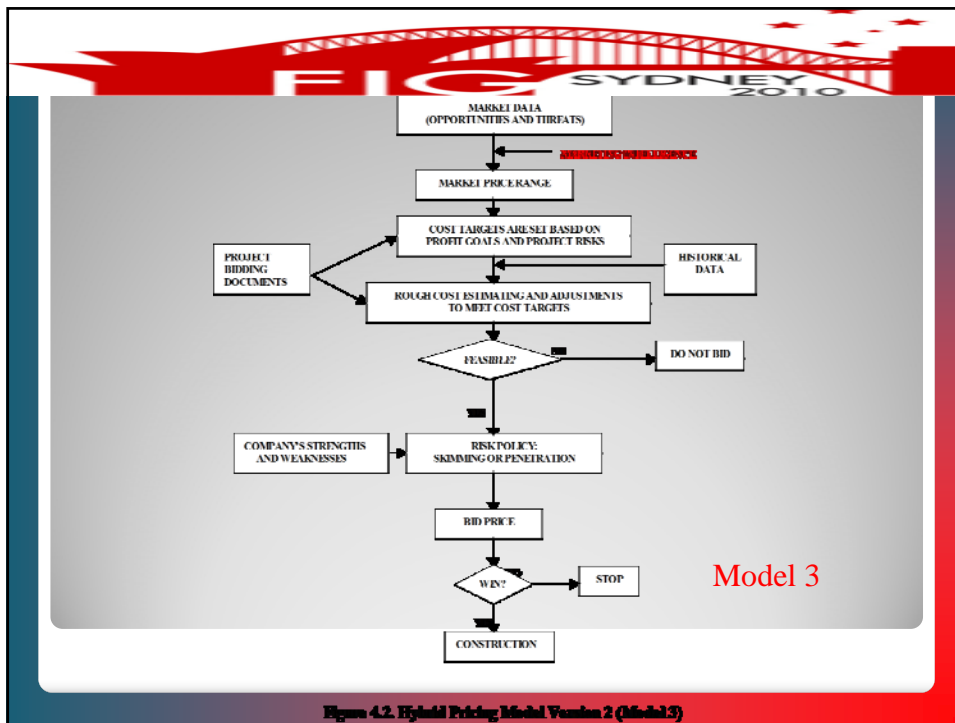 FIG
SYDNEY
2010
MARKET DATA
(OPPORTUNITIES AND THREATS)
MARKET PRICE RANGE
COST TARGETS ARE SET BASED ON
PROFIT GOALS AND PROJECT RISKS
PROJECT
BIDDING
DOCUMENTS
HISTORICAL
DATA
ROUGH COST ESTIMATING AND ADJUSTMENTS
TO MEET COST TARGETS
FEASIBLE?
DO NOT BID
COMPANY'S STRENGTHS
AND WEAKNESSES
RISK POLICY:
SKIMMING OR PENETRATION
BID PRICE
WIN?
STOP
Model 3
CONSTRUCTION
Figure 4.2. Hybrid Pricing Model Version 2 (Model 3)